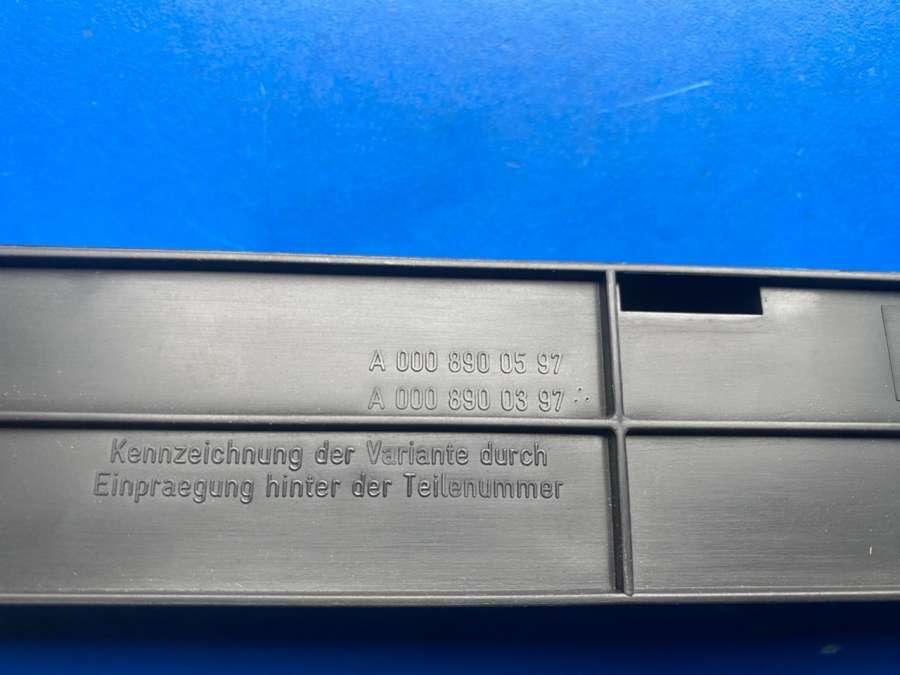 A 000 890 05 97
A 000 890 03 97
Kennzeichnung der Variante durch
Einpraegung hinter der Teilenummer